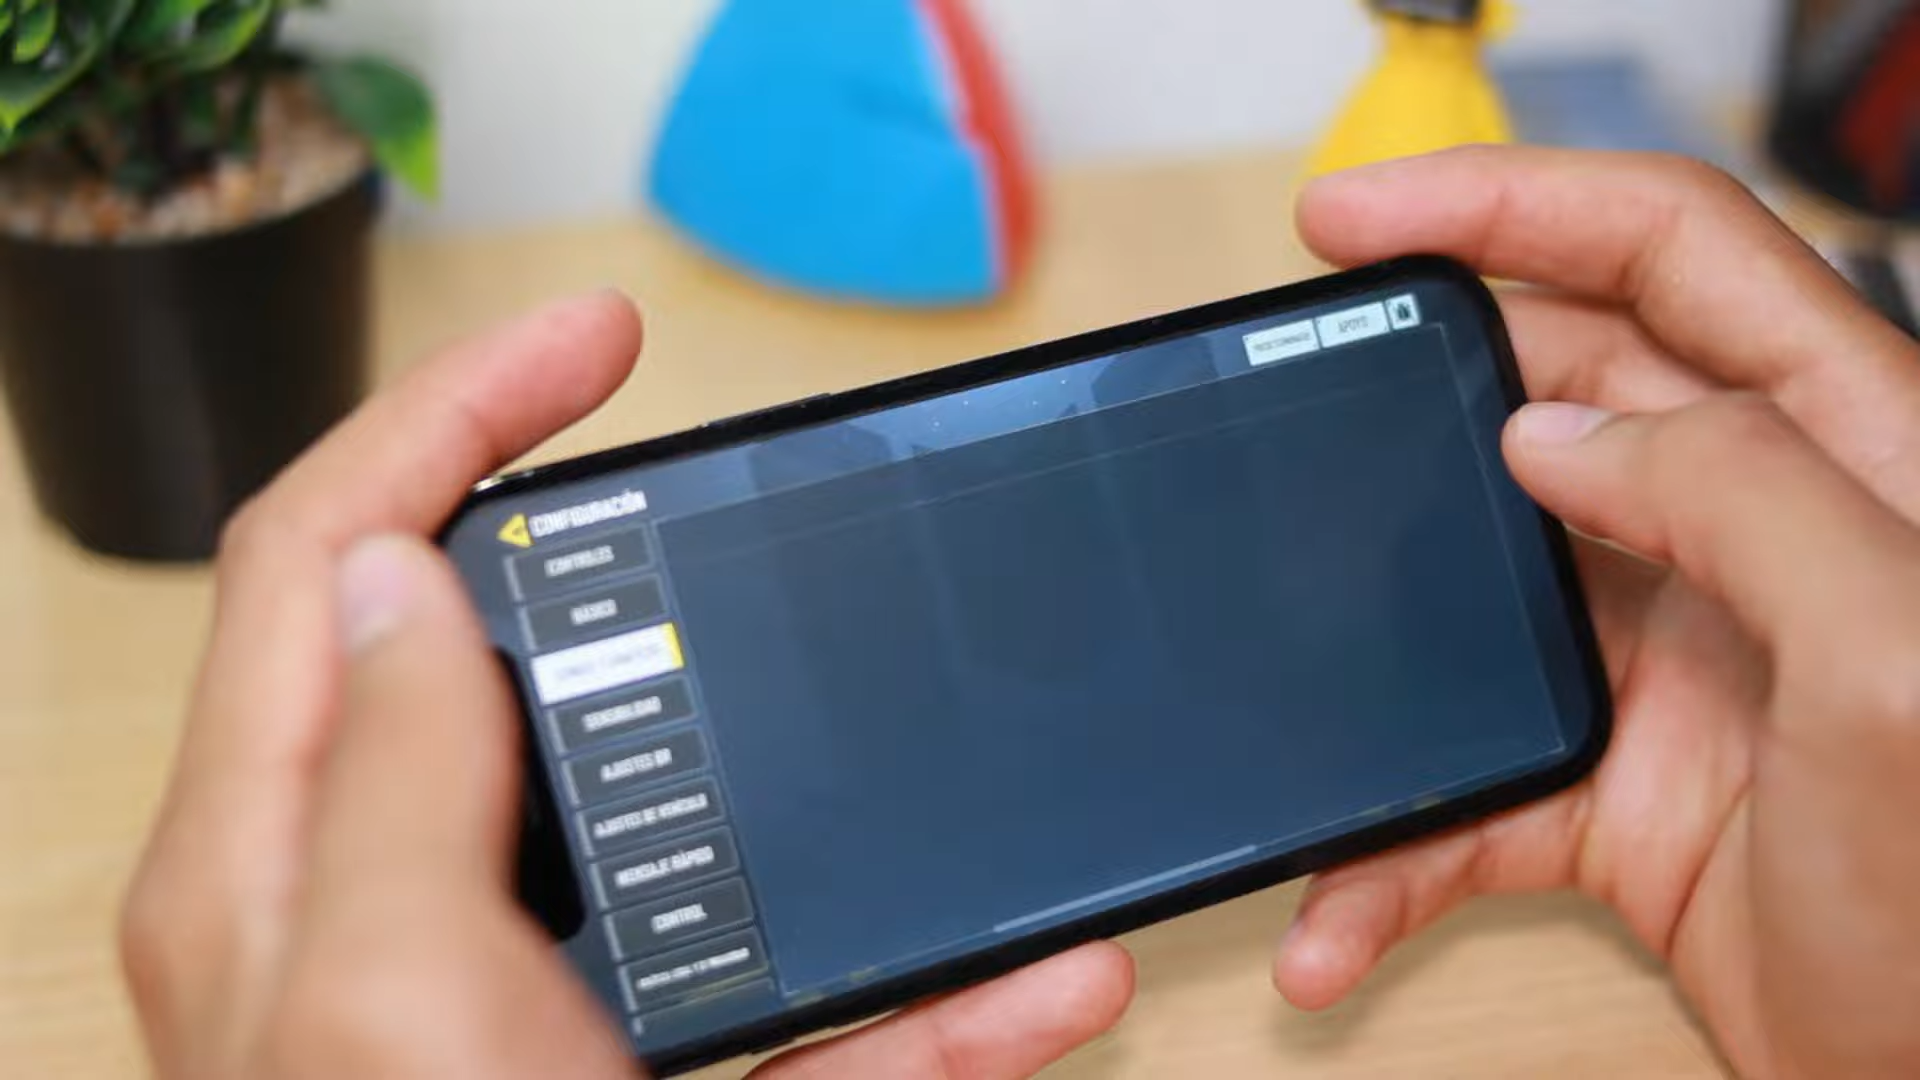 CONFIGURACIÓN
APOYO
CONTROLES
BÁSICO
SENSIBILIDAD
AJUSTES BR
AJUSTES DE VEHÍCULO
MENSAJE RÁPIDO
CONTROL